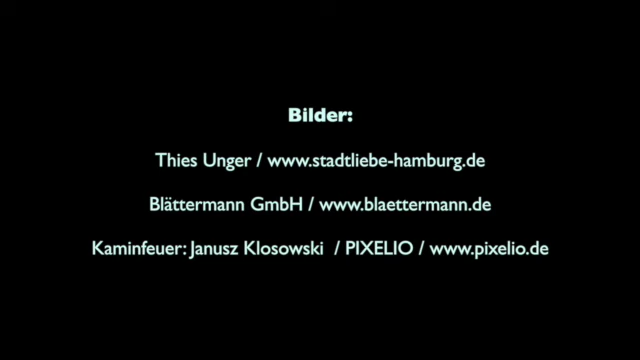 Bilder:
Thies Unger / www.stadtliebe-hamburg.de
Blättermann GmbH / www.blaettermann.de
Kaminfeuer: Janusz Klosowski / PIXELIO / www.pixelio.de